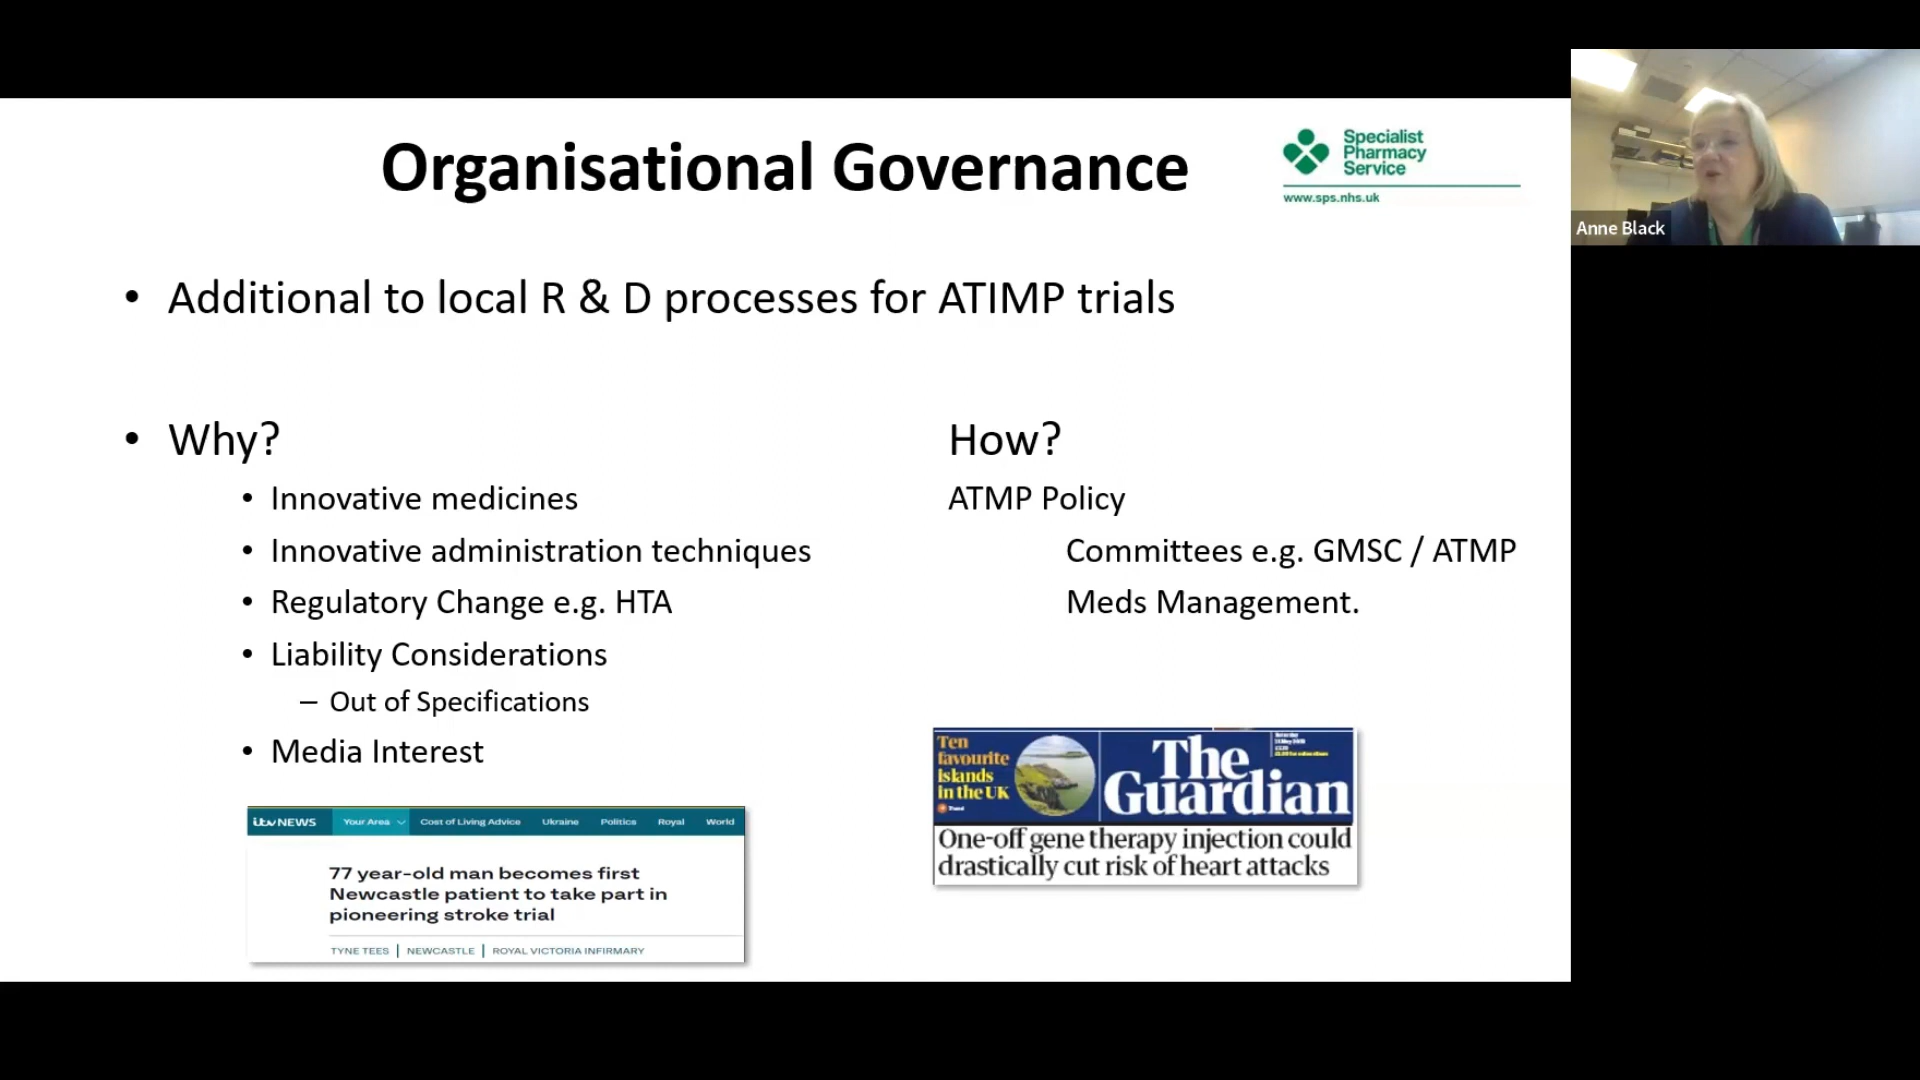 Organisational Governance
Specialist
Pharmacy
Service
www.sps.nhs.uk
Anne Black
• Additional to local R & D processes for ATIMP trials
• Why?
• Innovative medicines
• Innovative administration techniques
• Regulatory Change e.g. HTA
• Liability Considerations
– Out of Specifications
• Media Interest
How?
ATMP Policy
Committees e.g. GMSC / ATMP
Meds Management.
itv NEWS Your Area Cost of Living Advice Ukraine Politics Royal World
77 year-old man becomes first
Newcastle patient to take part in
pioneering stroke trial
TYNE TEES | NEWCASTLE | ROYAL VICTORIA INFIRMARY
Ten
favourite
islands
in the UK
The
Guardian
One-off gene therapy injection could
drastically cut risk of heart attacks